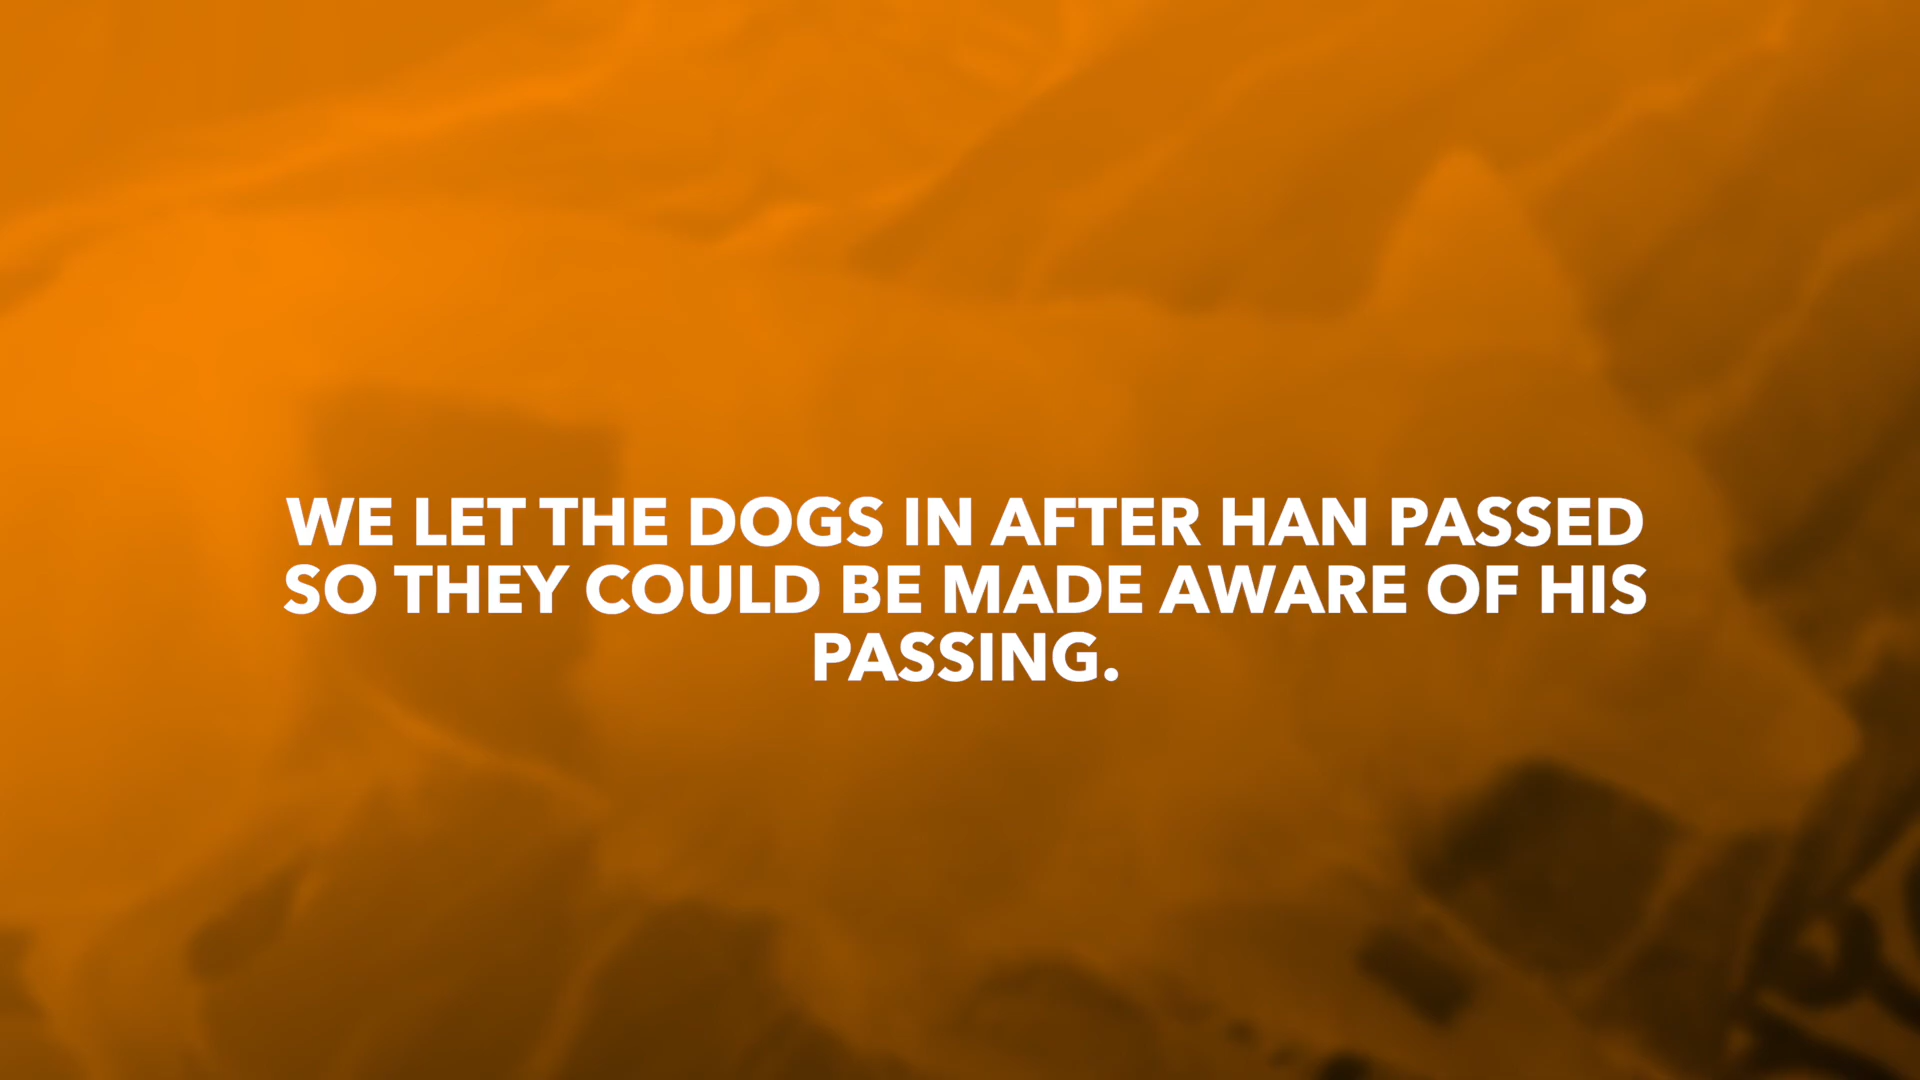 WE LET THE DOGS IN AFTER HAN PASSED
SO THEY COULD BE MADE AWARE OF HIS
PASSING.